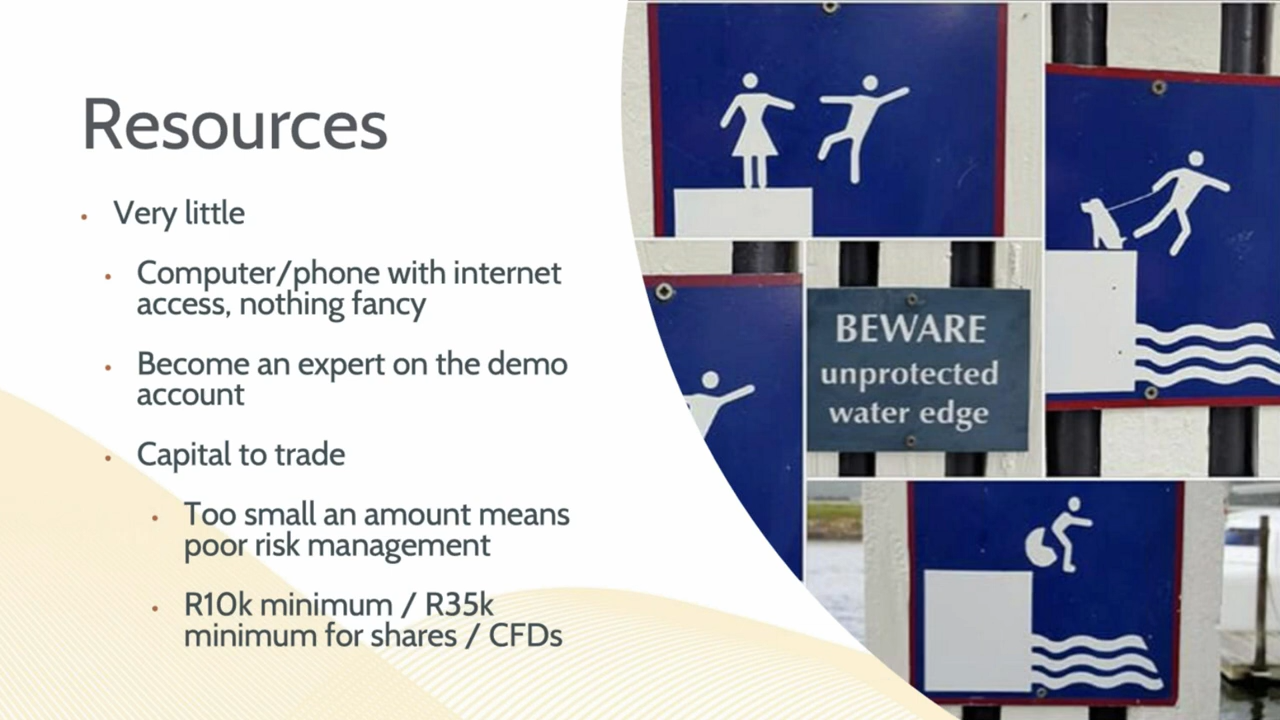 Resources
Very little
Computer/phone with internet
access, nothing fancy
Become an expert on the demo
account
Capital to trade
Too small an amount means
poor risk management
R10k minimum / R35k
minimum for shares / CFDs
BEWARE
unprotected
water edge